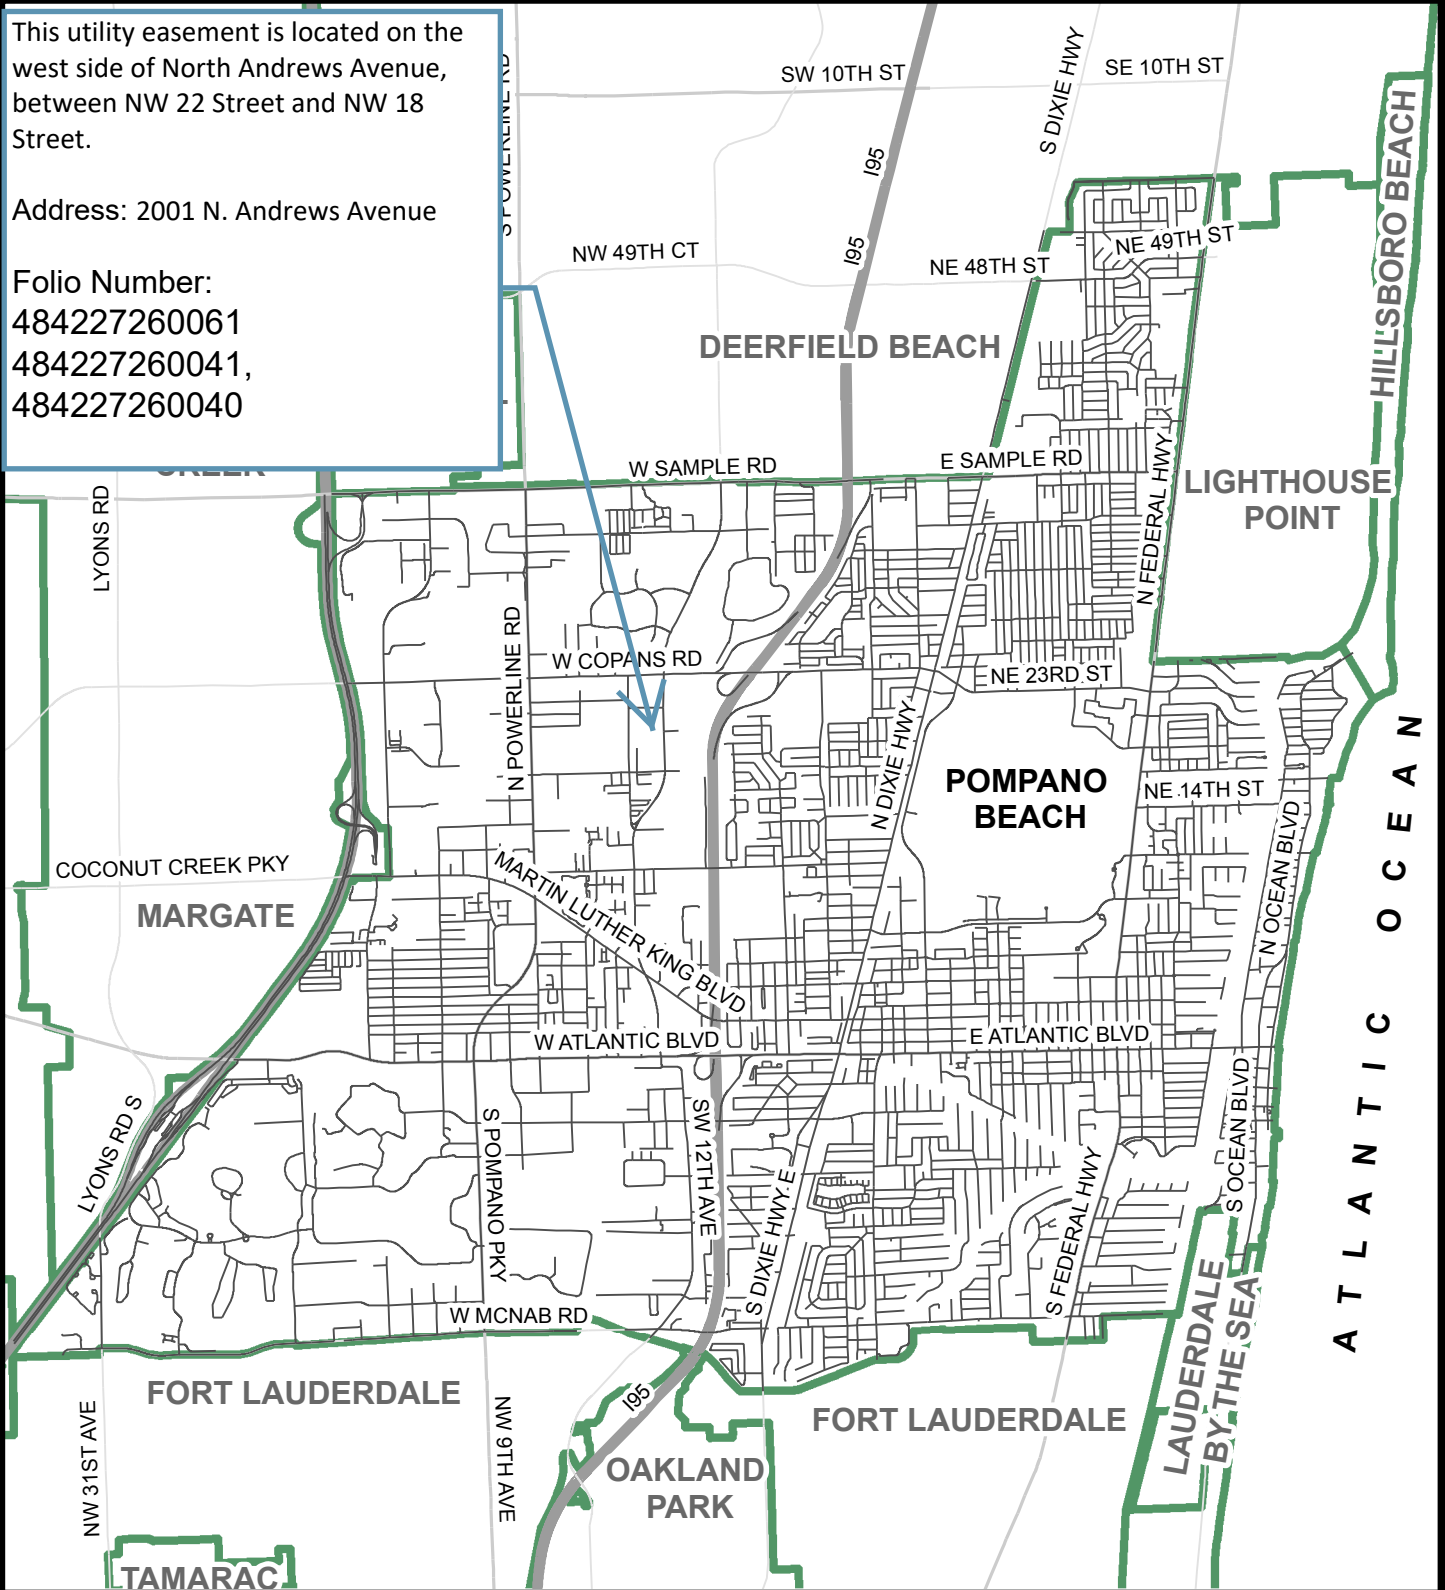 This utility easement is located on the
west side of North Andrews Avenue,
between NW 22 Street and NW 18
Street.
Address: 2001 N. Andrews Avenue
Folio Number:
484227260061
484227260041,
484227260040
S POWERLINE RD
SW 10TH ST
SE 10TH ST
S DIXIE HWY
I95
I95
HILLSBORO BEACH
NW 49TH CT
NE 48TH ST
NE 49TH ST
DEERFIELD BEACH
CREEK
W SAMPLE RD
E SAMPLE RD
LYONS RD
N FEDERAL HWY
LIGHTHOUSE
POINT
N POWERLINE RD
W COPANS RD
NE 23RD ST
N DIXIE HWY
POMPANO
BEACH
NE 14TH ST
N OCEAN BLVD
ATLANTIC OCEAN
COCONUT CREEK PKY
MARTIN LUTHER KING BLVD
MARGATE
W ATLANTIC BLVD
E ATLANTIC BLVD
LYONS RD S
S POMPANO PKY
SW 12TH AVE
S DIXIE HWY E
S FEDERAL HWY
S OCEAN BLVD
W MCNAB RD
LAUDERDALE
BY THE SEA
FORT LAUDERDALE
I95
FORT LAUDERDALE
NW 31ST AVE
NW 9TH AVE
OAKLAND
PARK
TAMARAC